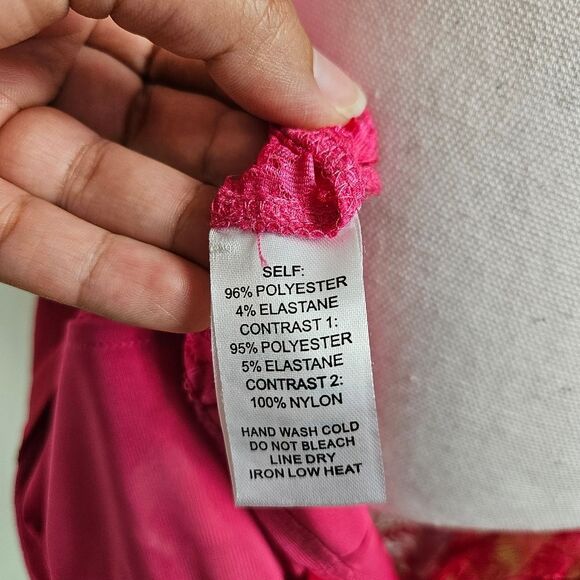 SELF:
96% POLYESTER
4% ELASTANE
CONTRAST 1:
95% POLYESTER
5% ELASTANE
CONTRAST 2:
100% NYLON
HAND WASH COLD
DO NOT BLEACH
LINE DRY
IRON LOW HEAT